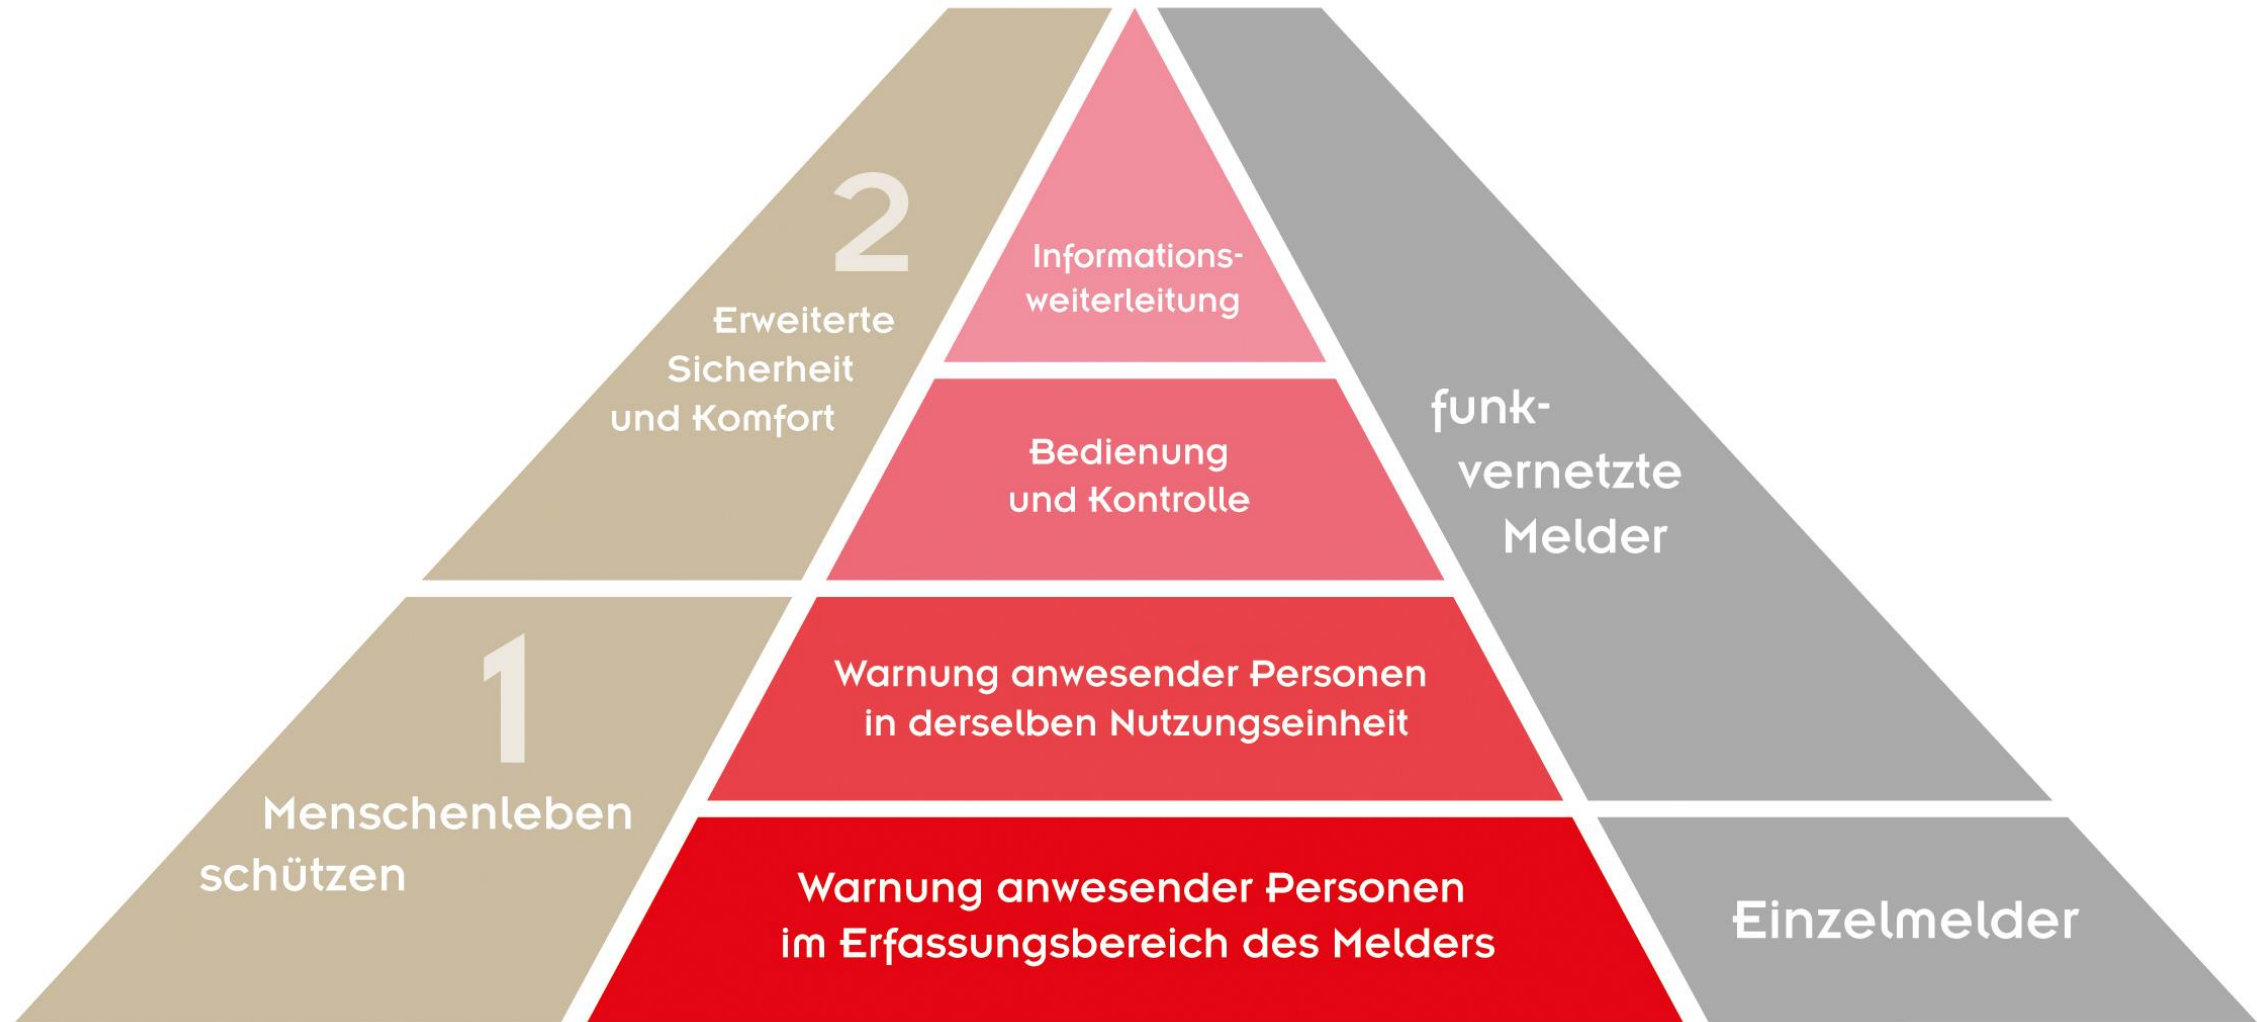 2
Erweiterte
Sicherheit
und Komfort
1
Menschenleben
schützen
Informations-
weiterleitung
Bedienung
und Kontrolle
Warnung anwesender Personen
in derselben Nutzungseinheit
Warnung anwesender Personen
im Erfassungsbereich des Melders
funk-
vernetzte
Melder
Einzelmelder